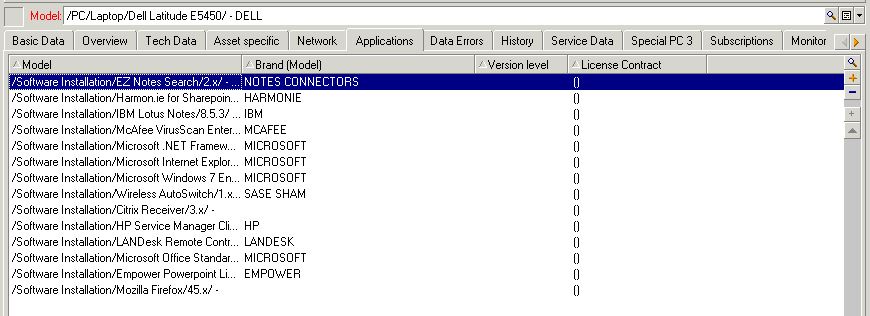 Model: /PC/Laptop/Dell Latitude E5450/ - DELL
Basic Data Overview Tech Data Asset specific Network Applications Data Errors History Service Data Special PC 3 Subscriptions Monitor
Model Brand (Model) Version level License Contract
/Software Installation/EZ Notes Search/2.x/ - ... NOTES CONNECTORS ()
/Software Installation/Harmon.ie for Sharepoin... HARMONIE ()
/Software Installation/IBM Lotus Notes/8.5.3/ ... IBM ()
/Software Installation/McAfee VirusScan Enter... MCAFEE ()
/Software Installation/Microsoft .NET Framew... MICROSOFT ()
/Software Installation/Microsoft Internet Explor... MICROSOFT ()
/Software Installation/Microsoft Windows 7 En... MICROSOFT ()
/Software Installation/Wireless AutoSwitch/1.x... SASE SHAM ()
/Software Installation/Citrix Receiver/3.x/ - ()
/Software Installation/HP Service Manager Cli... HP ()
/Software Installation/LANDesk Remote Contr... LANDESK ()
/Software Installation/Microsoft Office Standar... MICROSOFT ()
/Software Installation/Empower Powerpoint Li... EMPOWER ()
/Software Installation/Mozilla Firefox/45.x/ - ()